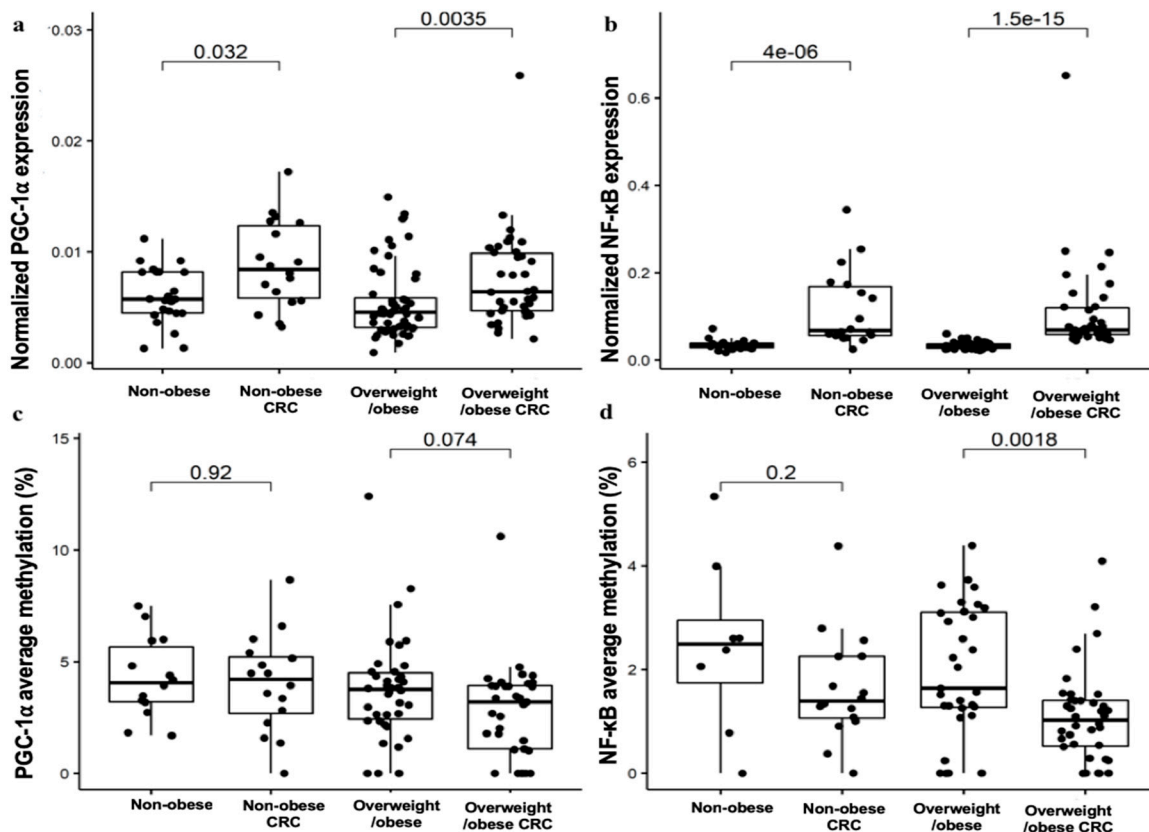 a
Normalized PGC-1α expression
0.03
0.02
0.01
0.00
0.032
0.0035
Non-obese
Non-obese
CRC
Overweight
/obese
Overweight
/obese CRC
b
Normalized NF-κB expression
0.6
0.4
0.2
0.0
4e-06
1.5e-15
Non-obese
Non-obese
CRC
Overweight
/obese
Overweight
/obese CRC
c
PGC-1α average methylation (%)
15
10
5
0
0.92
0.074
Non-obese
Non-obese
CRC
Overweight
/obese
Overweight
/obese CRC
d
NF-κB average methylation (%)
6
4
2
0
0.2
0.0018
Non-obese
Non-obese
CRC
Overweight
/obese
Overweight
/obese CRC